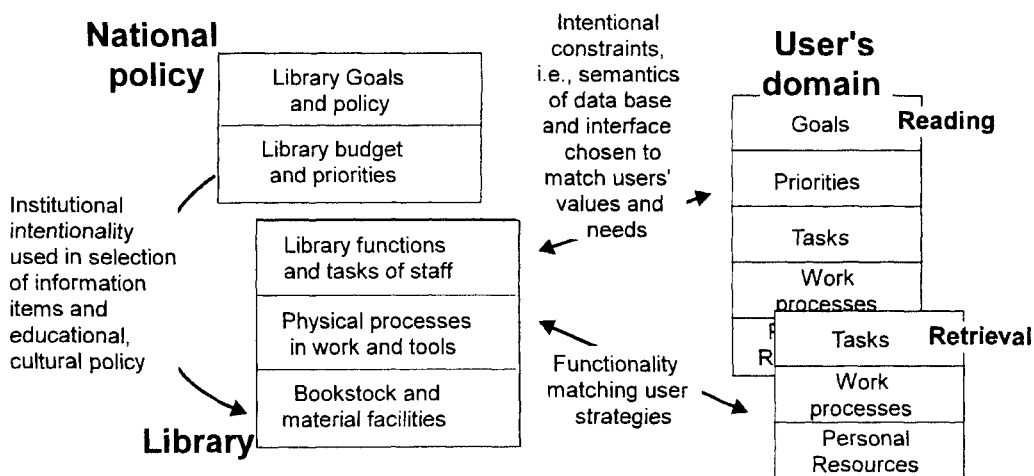 National
policy
Library Goals
and policy
Library budget
and priorities
Institutional
intentionality
used in selection
of information
items and
educational,
cultural policy
Library functions
and tasks of staff
Physical processes
in work and tools
Bookstock and
material facilities
Library
Intentional
constraints,
i.e., semantics
of data base
and interface
chosen to
match users'
values and
needs
Functionality
matching user
strategies
User's
domain
Goals
Reading
Priorities
Tasks
Work
processes
Tasks
Retrieval
Work
processes
Personal
Resources